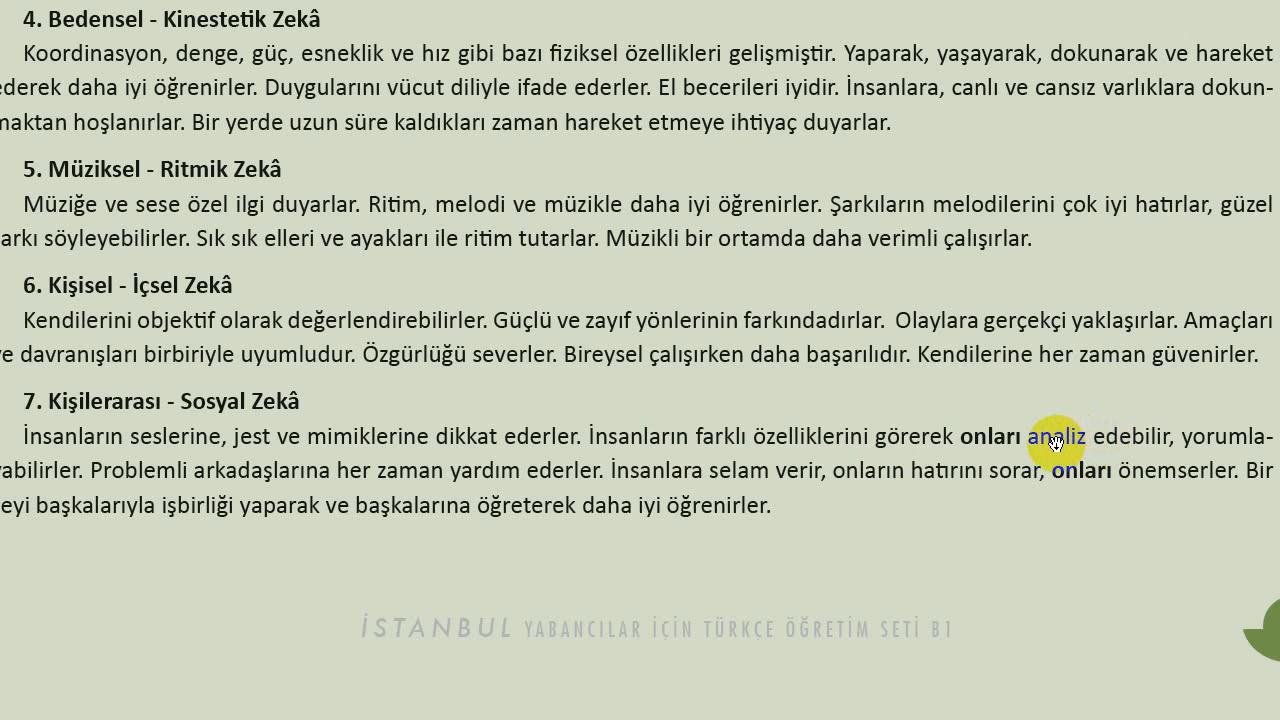 4. Bedensel - Kinestetik Zekâ
Koordinasyon, denge, güç, esneklik ve hız gibi bazı fiziksel özellikleri gelişmiştir. Yaparak, yaşayarak, dokunarak ve hareket
ederek daha iyi öğrenirler. Duygularını vücut diliyle ifade ederler. El becerileri iyidir. İnsanlara, canlı ve cansız varlıklara dokun-
maktan hoşlanırlar. Bir yerde uzun süre kaldıkları zaman hareket etmeye ihtiyaç duyarlar.
5. Müziksel - Ritmik Zekâ
Müziğe ve sese özel ilgi duyarlar. Ritim, melodi ve müzikle daha iyi öğrenirler. Şarkıların melodilerini çok iyi hatırlar, güzel
arkı söyleyebilirler. Sık sık elleri ve ayakları ile ritim tutarlar. Müzikli bir ortamda daha verimli çalışırlar.
6. Kişisel - İçsel Zekâ
Kendilerini objektif olarak değerlendirebilirler. Güçlü ve zayıf yönlerinin farkındadırlar. Olaylara gerçekçi yaklaşırlar. Amaçları
ve davranışları birbiriyle uyumludur. Özgürlüğü severler. Bireysel çalışırken daha başarılıdır. Kendilerine her zaman güvenirler.
7. Kişilerarası - Sosyal Zekâ
İnsanların seslerine, jest ve mimiklerine dikkat ederler. İnsanların farklı özelliklerini görerek onları analiz edebilir, yorumla-
yabilirler. Problemli arkadaşlarına her zaman yardım ederler. İnsanlara selam verir, onların hatırını sorar, onları önemserler. Bir
eyi başkalarıyla işbirliği yaparak ve başkalarına öğreterek daha iyi öğrenirler.
İSTANBUL YABANCILAR İÇİN TÜRKÇE ÖĞRETİM SETİ B1